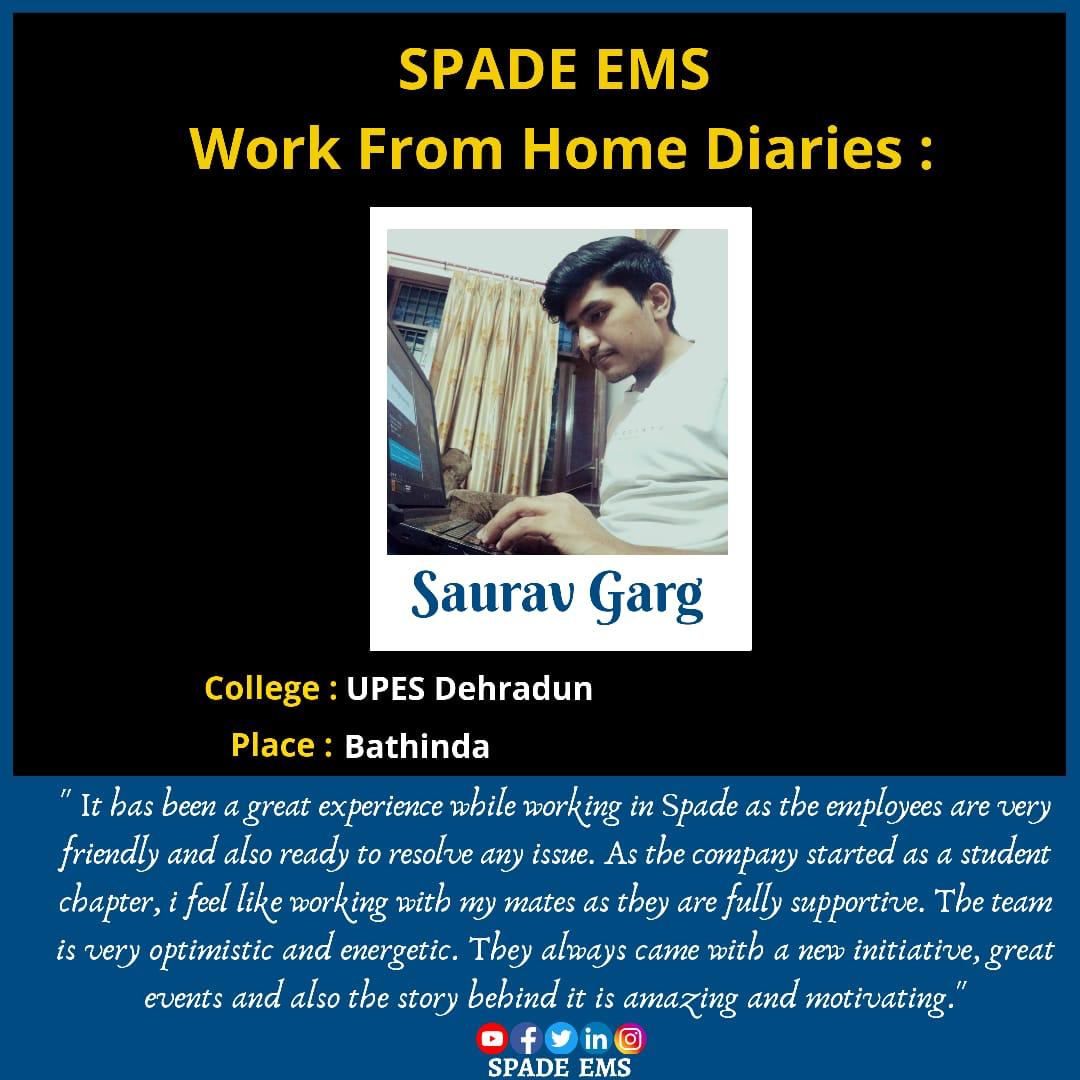 SPADE EMS
Work From Home Diaries :
Saurav Garg
College : UPES Dehradun
Place : Bathinda
" It has been a great experience while working in Spade as the employees are very
friendly and also ready to resolve any issue. As the company started as a student
chapter, i feel like working with my mates as they are fully supportive. The team
is very optimistic and energetic. They always came with a new initiative, great
events and also the story behind it is amazing and motivating."
SPADE EMS